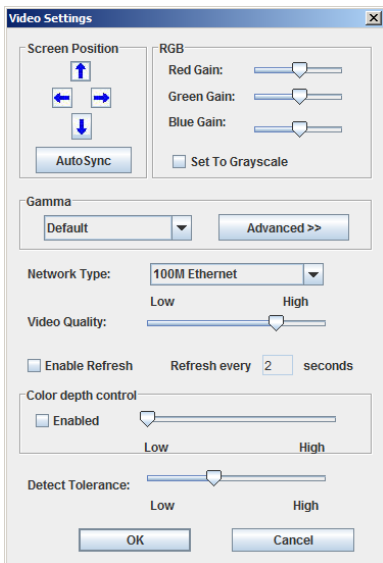 Video Settings
Screen Position
AutoSync
RGB
Red Gain:
Green Gain:
Blue Gain:
Set To Grayscale
Gamma
Default
Advanced >>
Network Type:
100M Ethernet
Low High
Video Quality:
Enable Refresh Refresh every 2 seconds
Color depth control
Enabled
Low High
Detect Tolerance:
Low High
OK Cancel